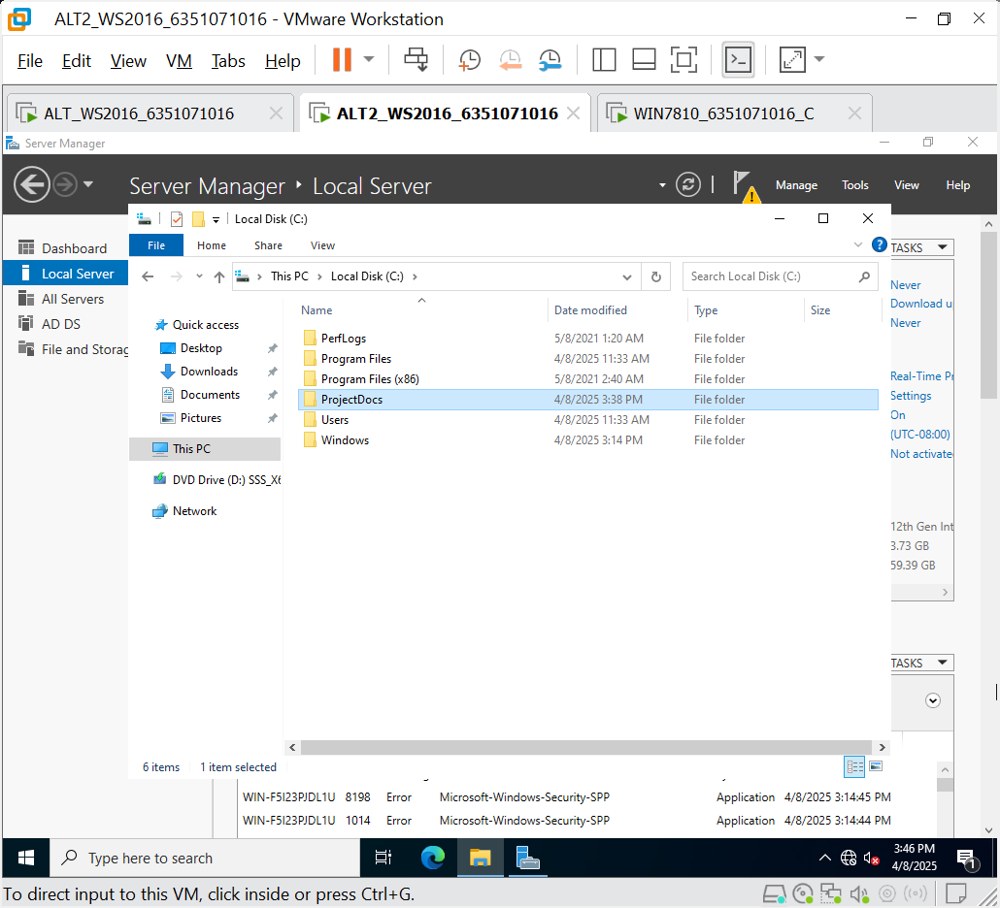 ALT2_WS2016_6351071016 - VMware Workstation
File Edit View VM Tabs Help
ALT_WS2016_6351071016
ALT2_WS2016_6351071016
WIN7810_6351071016_C
Server Manager
Server Manager Local Server
Manage Tools View Help
Local Disk (C:)
File Home Share View
TASKS
This PC Local Disk (C:)
Search Local Disk (C:)
Dashboard
Local Server
All Servers
AD DS
File and Storag
Quick access
Desktop
Downloads
Documents
Pictures
This PC
DVD Drive (D:) SSS_X6
Network
Name Date modified Type Size
PerfLogs 5/8/2021 1:20 AM File folder
Program Files 4/8/2025 11:33 AM File folder
Program Files (x86) 5/8/2021 2:40 AM File folder
ProjectDocs 4/8/2025 3:38 PM File folder
Users 4/8/2025 11:33 AM File folder
Windows 4/8/2025 3:14 PM File folder
Never
Download u
Never
Real-Time Pr
Settings
On
(UTC-08:00)
Not activate
12th Gen Int
3.73 GB
59.39 GB
TASKS
6 items 1 item selected
WIN-F5I23PJDL1U 8198 Error Microsoft-Windows-Security-SPP Application 4/8/2025 3:14:45 PM
WIN-F5I23PJDL1U 1014 Error Microsoft-Windows-Security-SPP Application 4/8/2025 3:14:44 PM
Type here to search
3:46 PM
4/8/2025
1
To direct input to this VM, click inside or press Ctrl+G.